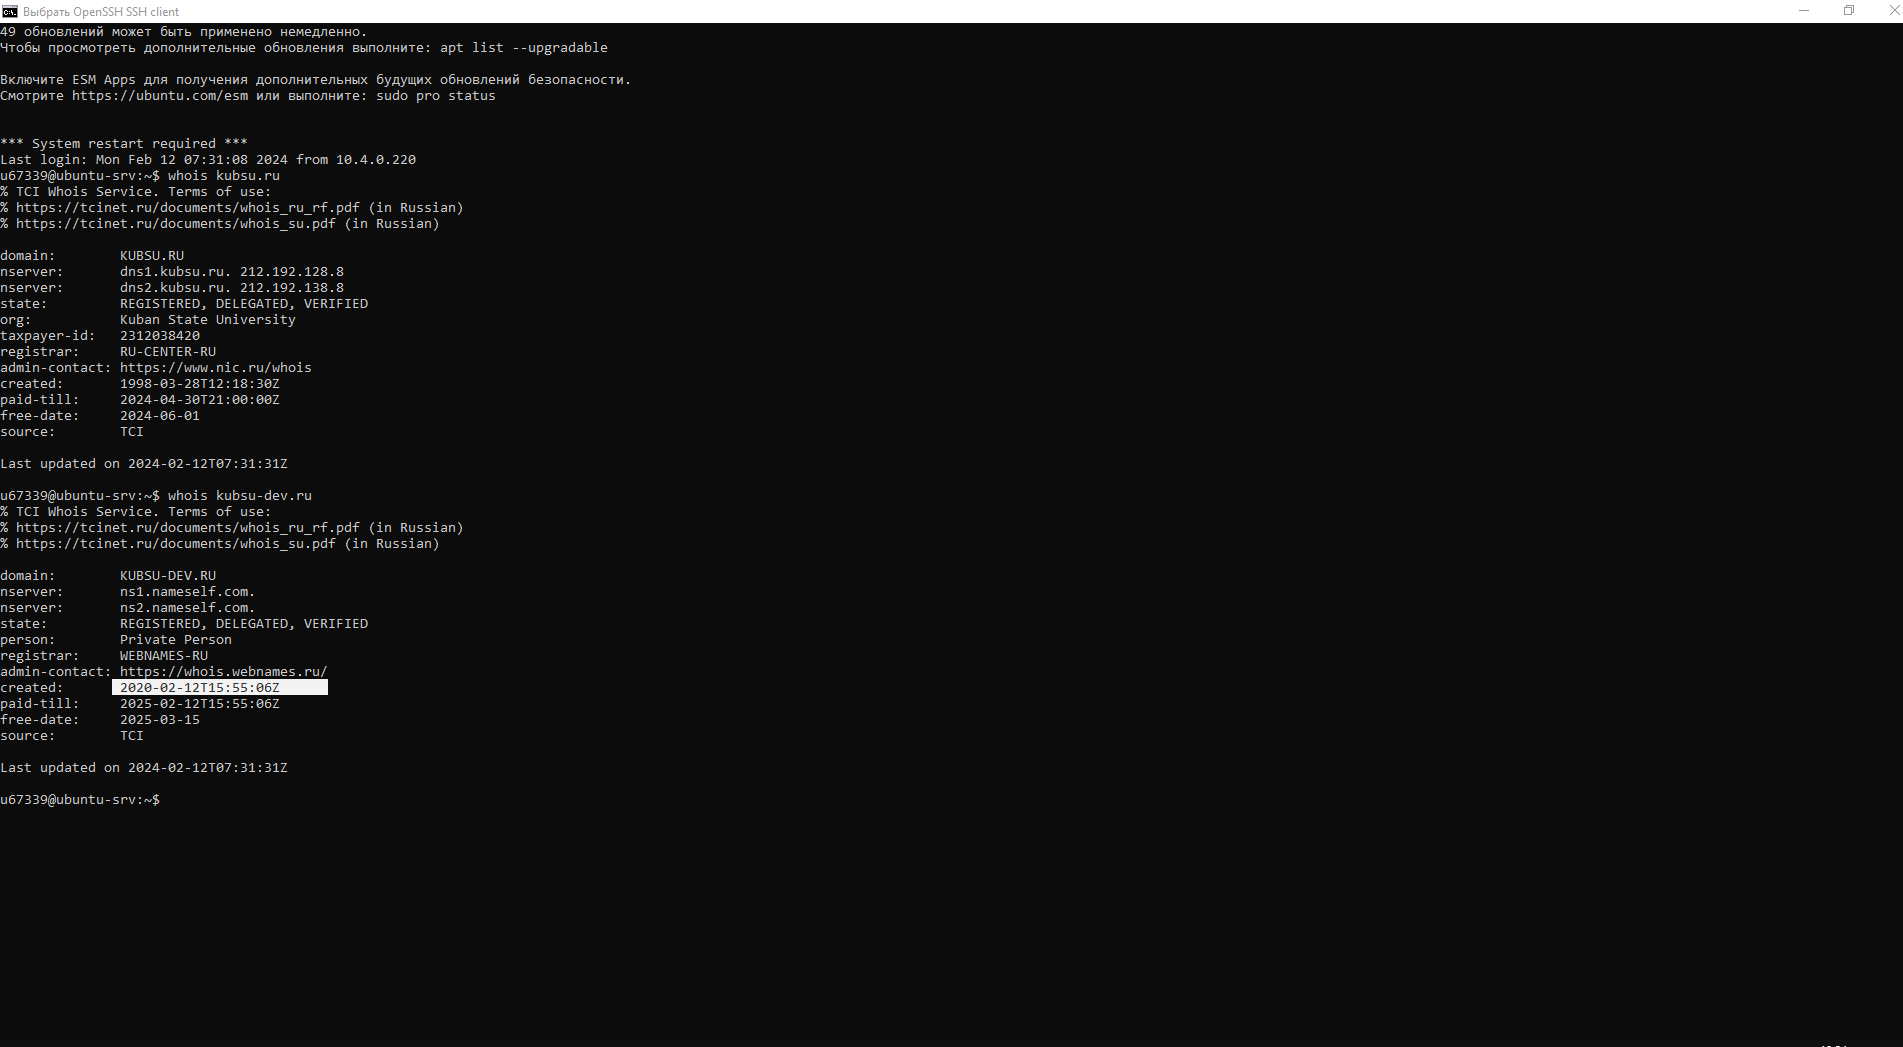 Выбрать OpenSSH SSH client
49 обновлений может быть применено немедленно.
Чтобы просмотреть дополнительные обновления выполните: apt list --upgradable
Включите ESM Apps для получения дополнительных будущих обновлений безопасности.
Смотрите https://ubuntu.com/esm или выполните: sudo pro status
*** System restart required ***
Last login: Mon Feb 12 07:31:08 2024 from 10.4.0.220
u67339@ubuntu-srv:~$ whois kubsu.ru
% TCI Whois Service. Terms of use:
% https://tcinet.ru/documents/whois_ru_rf.pdf (in Russian)
% https://tcinet.ru/documents/whois_su.pdf (in Russian)
domain:        KUBSU.RU
nserver:       dns1.kubsu.ru. 212.192.128.8
nserver:       dns2.kubsu.ru. 212.192.138.8
state:         REGISTERED, DELEGATED, VERIFIED
org:           Kuban State University
taxpayer-id:   2312038420
registrar:     RU-CENTER-RU
admin-contact: https://www.nic.ru/whois
created:       1998-03-28T12:18:30Z
paid-till:     2024-04-30T21:00:00Z
free-date:     2024-06-01
source:        TCI
Last updated on 2024-02-12T07:31:31Z
u67339@ubuntu-srv:~$ whois kubsu-dev.ru
% TCI Whois Service. Terms of use:
% https://tcinet.ru/documents/whois_ru_rf.pdf (in Russian)
% https://tcinet.ru/documents/whois_su.pdf (in Russian)
domain:        KUBSU-DEV.RU
nserver:       ns1.nameself.com.
nserver:       ns2.nameself.com.
state:         REGISTERED, DELEGATED, VERIFIED
person:        Private Person
registrar:     WEBNAMES-RU
admin-contact: https://whois.webnames.ru/
created:       2020-02-12T15:55:06Z
paid-till:     2025-02-12T15:55:06Z
free-date:     2025-03-15
source:        TCI
Last updated on 2024-02-12T07:31:31Z
u67339@ubuntu-srv:~$